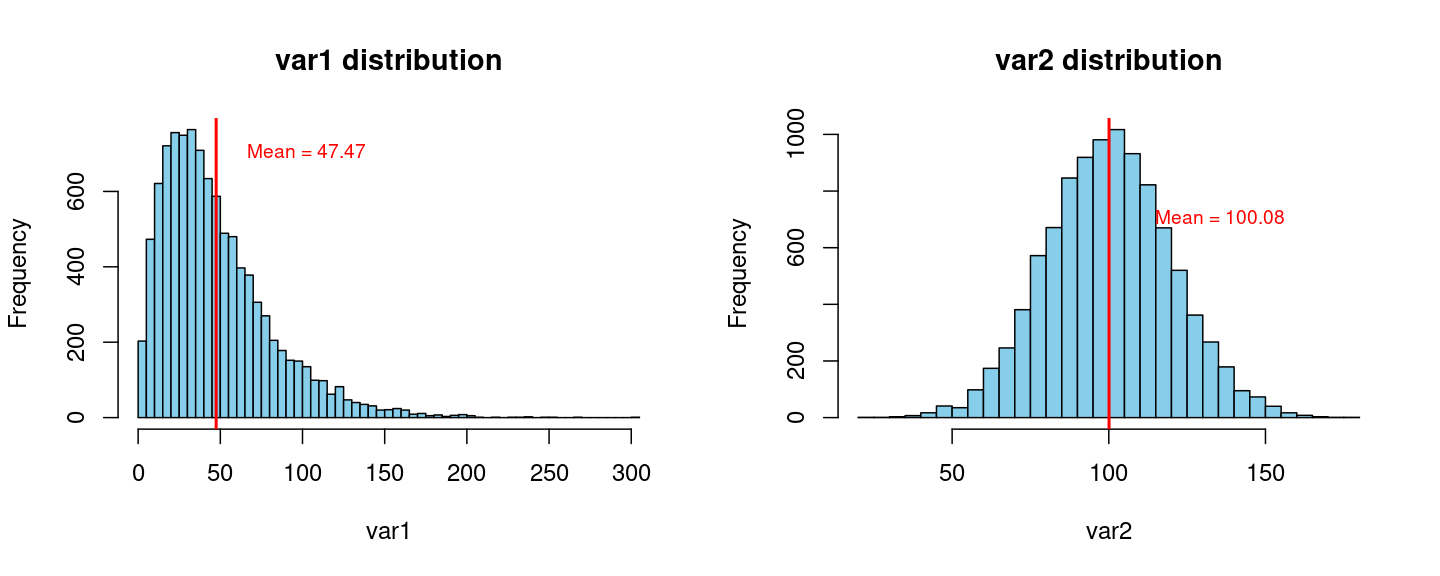 var1 distribution
Mean = 47.47
Frequency
0
200
400
600
0 50 100 150 200 250 300
var1
var2 distribution
Mean = 100.08
Frequency
0
200
600
1000
50 100 150
var2